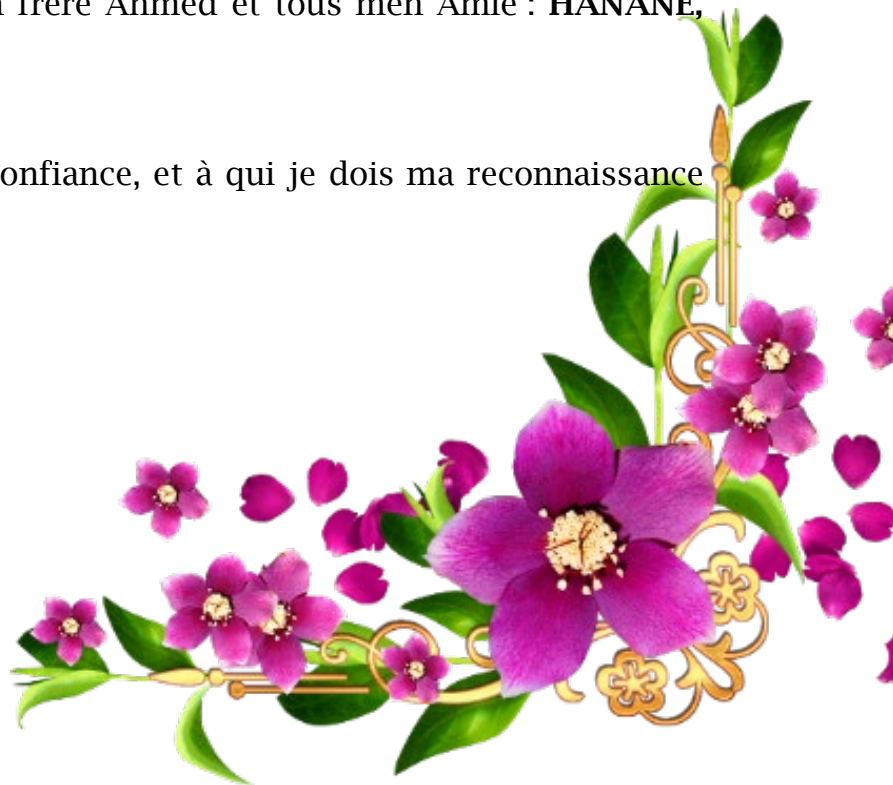 frère Ahmed et tous men Amie : HANANE,
onfiance, et à qui je dois ma reconnaissance